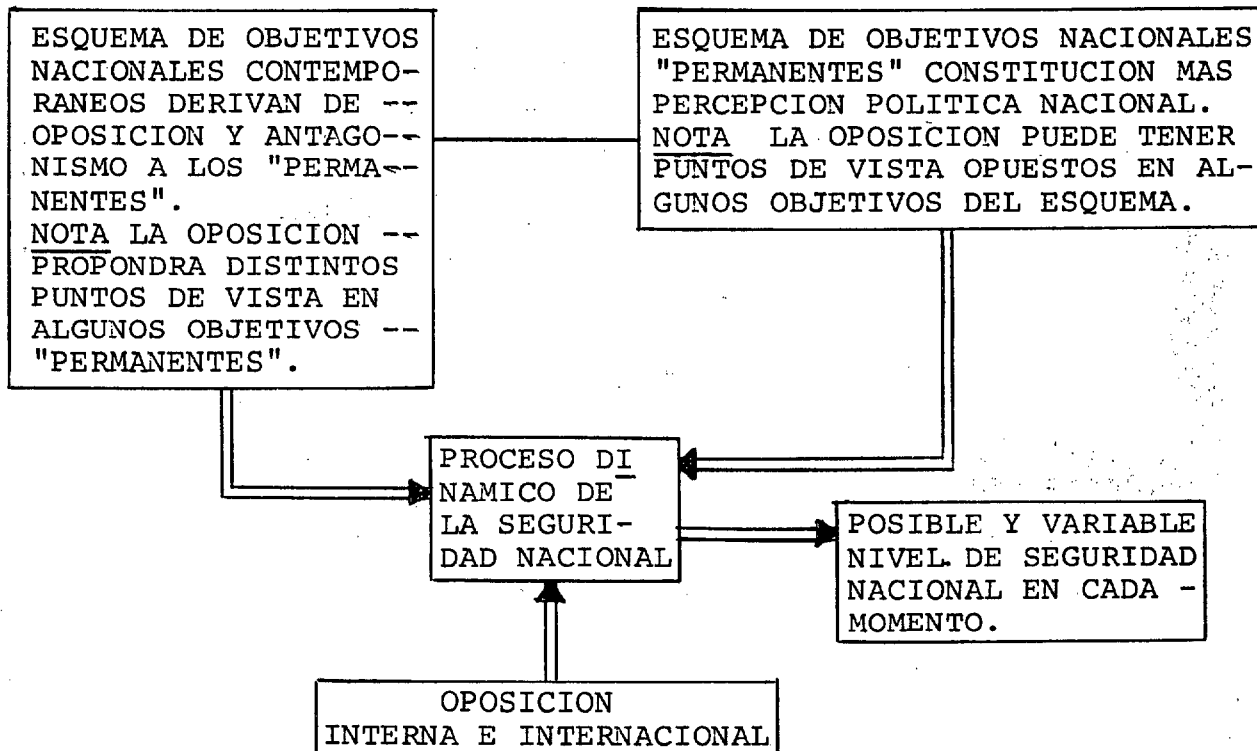 ESQUEMA DE OBJETIVOS
NACIONALES CONTEMPO-
RANEOS DERIVAN DE --
OPOSICION Y ANTAGO--
NISMO A LOS "PERMA--
NENTES".
NOTA LA OPOSICION --
PROPONDRA DISTINTOS
PUNTOS DE VISTA EN
ALGUNOS OBJETIVOS --
"PERMANENTES".
ESQUEMA DE OBJETIVOS NACIONALES
"PERMANENTES" CONSTITUCION MAS
PERCEPCION POLITICA NACIONAL.
NOTA LA OPOSICION PUEDE TENER
PUNTOS DE VISTA OPUESTOS EN AL-
GUNOS OBJETIVOS DEL ESQUEMA.
PROCESO DI
NAMICO DE
LA SEGURI-
DAD NACIONAL
POSIBLE Y VARIABLE
NIVEL DE SEGURIDAD
NACIONAL EN CADA -
MOMENTO.
OPOSICION
INTERNA E INTERNACIONAL